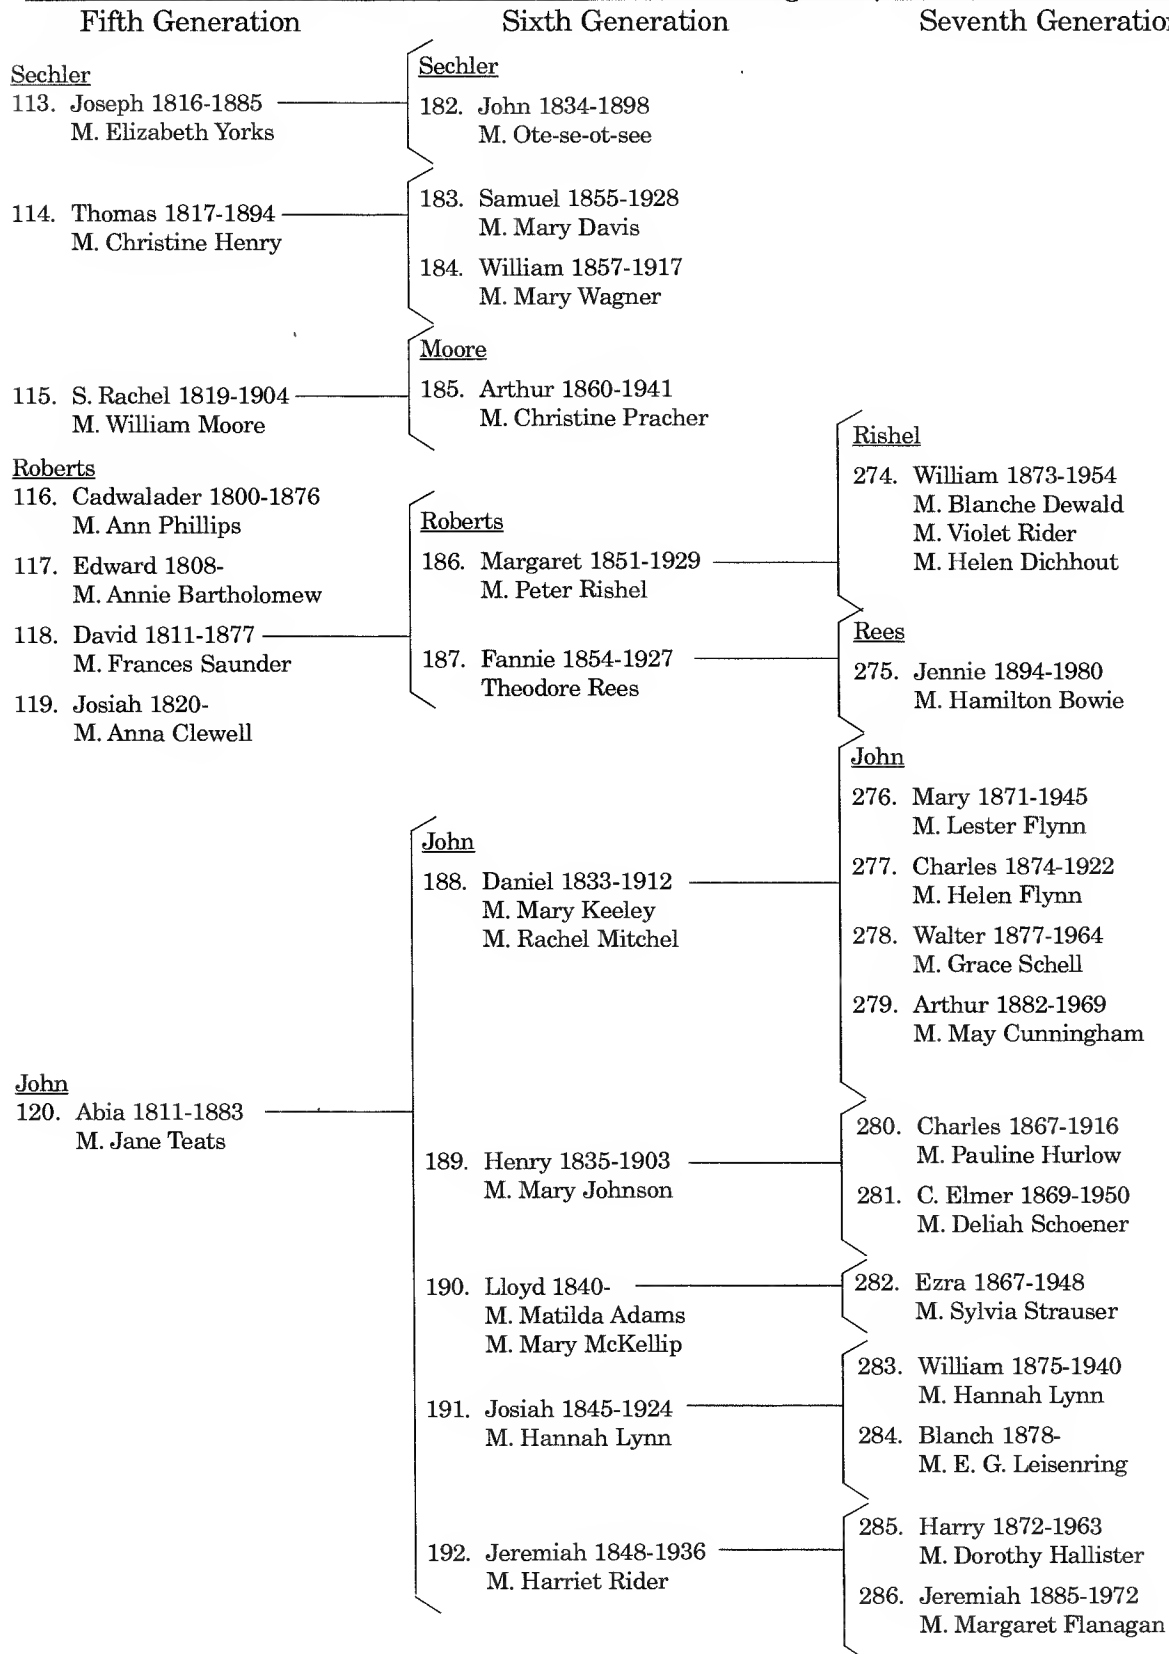 Fifth Generation
Sechler
113. Joseph 1816-1885
M. Elizabeth Yorks
114. Thomas 1817-1894
M. Christine Henry
115. S. Rachel 1819-1904
M. William Moore
Roberts
116. Cadwalader 1800-1876
M. Ann Phillips
117. Edward 1808-
M. Annie Bartholomew
118. David 1811-1877
M. Frances Saunder
119. Josiah 1820-
M. Anna Clewell
John
120. Abia 1811-1883
M. Jane Teats
Sixth Generation
Sechler
182. John 1834-1898
M. Ote-se-ot-see
183. Samuel 1855-1928
M. Mary Davis
184. William 1857-1917
M. Mary Wagner
Moore
185. Arthur 1860-1941
M. Christine Pracher
Roberts
186. Margaret 1851-1929
M. Peter Rishel
187. Fannie 1854-1927
Theodore Rees
John
188. Daniel 1833-1912
M. Mary Keeley
M. Rachel Mitchel
189. Henry 1835-1903
M. Mary Johnson
190. Lloyd 1840-
M. Matilda Adams
M. Mary McKellip
191. Josiah 1845-1924
M. Hannah Lynn
192. Jeremiah 1848-1936
M. Harriet Rider
Seventh Generation
Rishel
274. William 1873-1954
M. Blanche Dewald
M. Violet Rider
M. Helen Dichhout
Rees
275. Jennie 1894-1980
M. Hamilton Bowie
John
276. Mary 1871-1945
M. Lester Flynn
277. Charles 1874-1922
M. Helen Flynn
278. Walter 1877-1964
M. Grace Schell
279. Arthur 1882-1969
M. May Cunningham
280. Charles 1867-1916
M. Pauline Hurlow
281. C. Elmer 1869-1950
M. Deliah Schoener
282. Ezra 1867-1948
M. Sylvia Strauser
283. William 1875-1940
M. Hannah Lynn
284. Blanch 1878-
M. E. G. Leisenring
285. Harry 1872-1963
M. Dorothy Hallister
286. Jeremiah 1885-1972
M. Margaret Flanagan